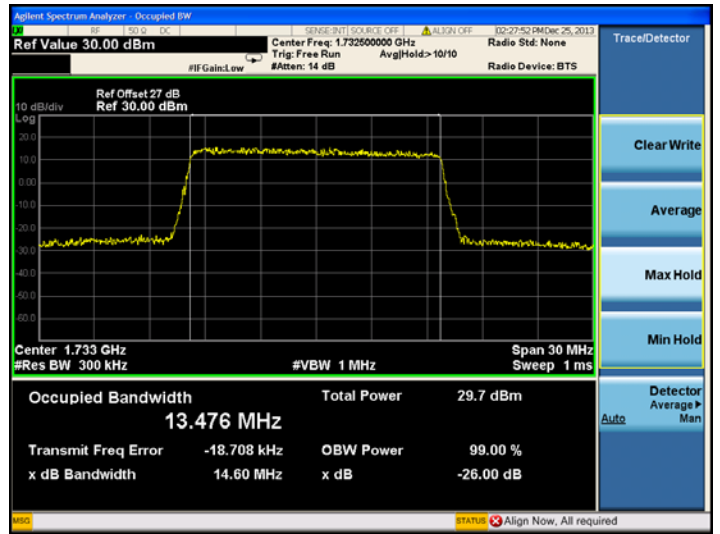 Agilent Spectrum Analyzer - Occupied BW
RF 50 Ω DC SENSE:INT SOURCE OFF ALIGN OFF 02:27:52 PM Dec 25, 2013
Ref Value 30.00 dBm
Center Freq: 1.732500000 GHz
Radio Std: None
Trig: Free Run Avg|Hold:>10/10
#IFGain:Low
#Atten: 14 dB
Radio Device: BTS
Trace/Detector
Ref Offset 27 dB
10 dB/div Ref 30.00 dBm
Log
20.0
10.0
0.00
-10.0
-20.0
-30.0
-40.0
-50.0
-60.0
Center 1.733 GHz
Span 30 MHz
#Res BW 300 kHz
#VBW 1 MHz
Sweep 1 ms
Occupied Bandwidth
13.476 MHz
Total Power 29.7 dBm
Transmit Freq Error -18.708 kHz
OBW Power 99.00 %
x dB Bandwidth 14.60 MHz
x dB -26.00 dB
Clear Write
Average
Max Hold
Min Hold
Detector
Average
Auto Man
MSG
STATUS Align Now, All required